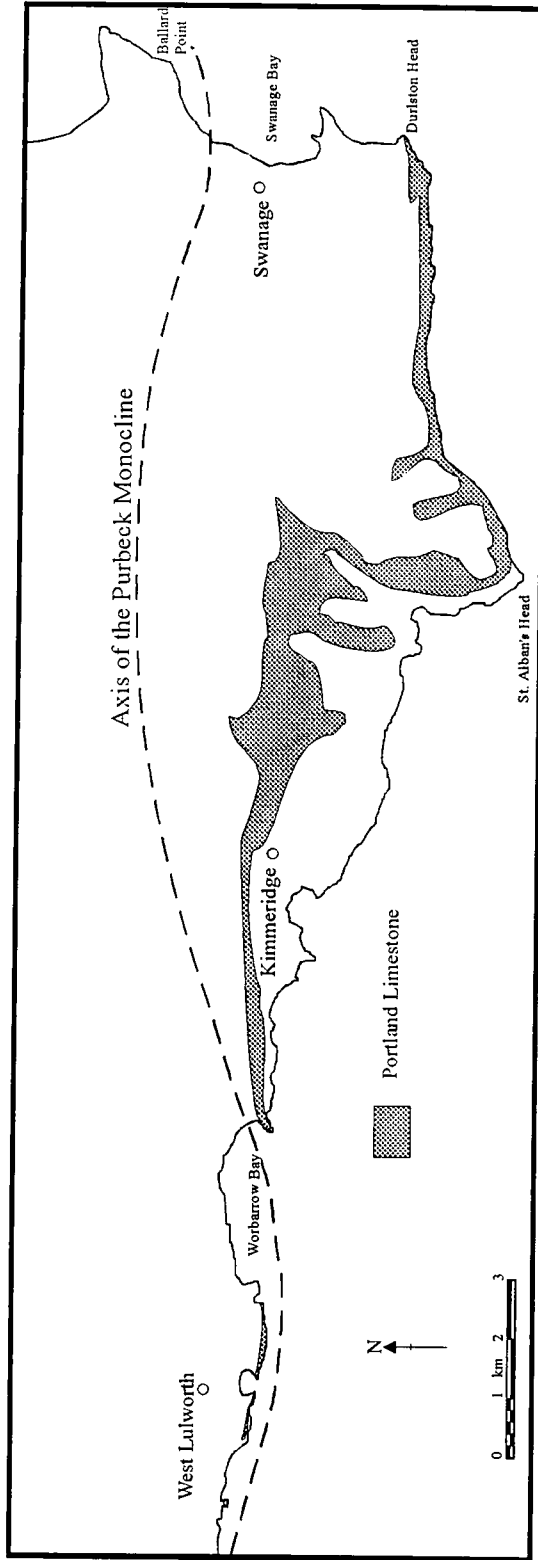 Ballard
Point
Swanage Bay
Durlston Head
Swanage
Axis of the Purbeck Monocline
St. Alban's Head
Kimmeridge
Portland Limestone
Worbarrow Bay
West Lulworth
N
0 1 km 2 3